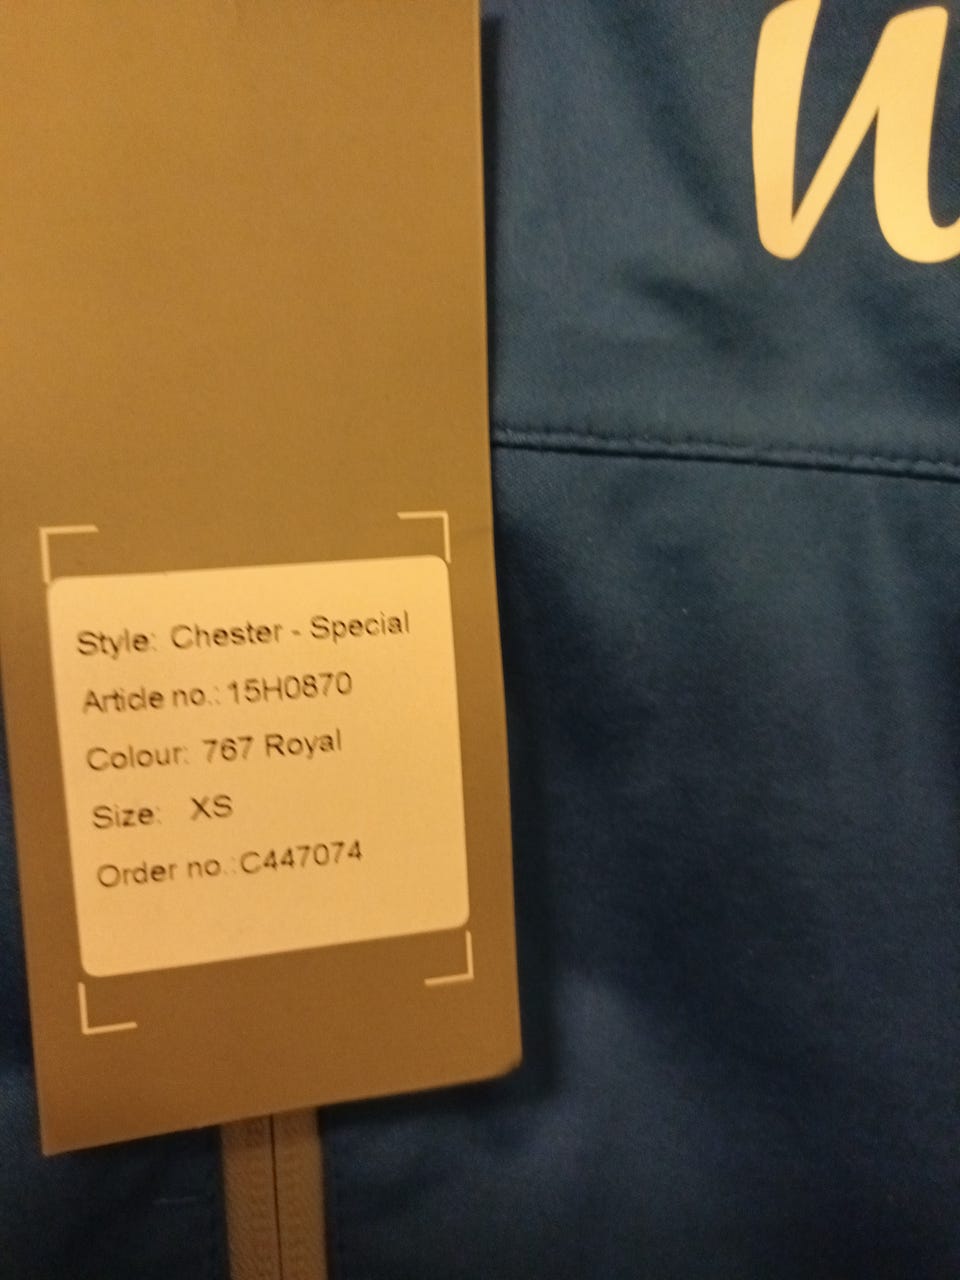 Style: Chester - Special
Article no.: 15H0870
Colour: 767 Royal
Size: XS
Order no.: C447074